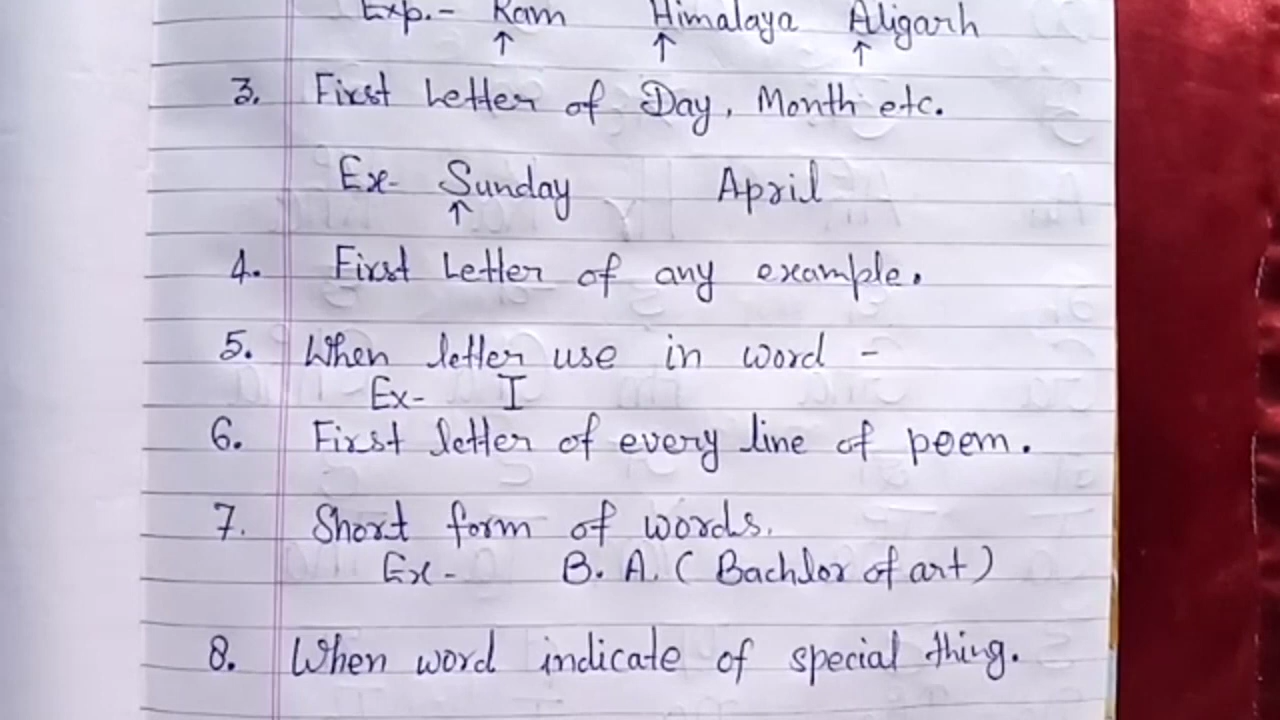 Exp.- Ram Himalaya Aligarh
3. First Letter of Day, Month etc.
Ex- Sunday April
4. First Letter of any example.
5. When letter use in word -
Ex- I
6. First letter of every line of poem.
7. Short form of words.
Ex - B. A. ( Bachlor of art )
8. When word indicate of special thing.